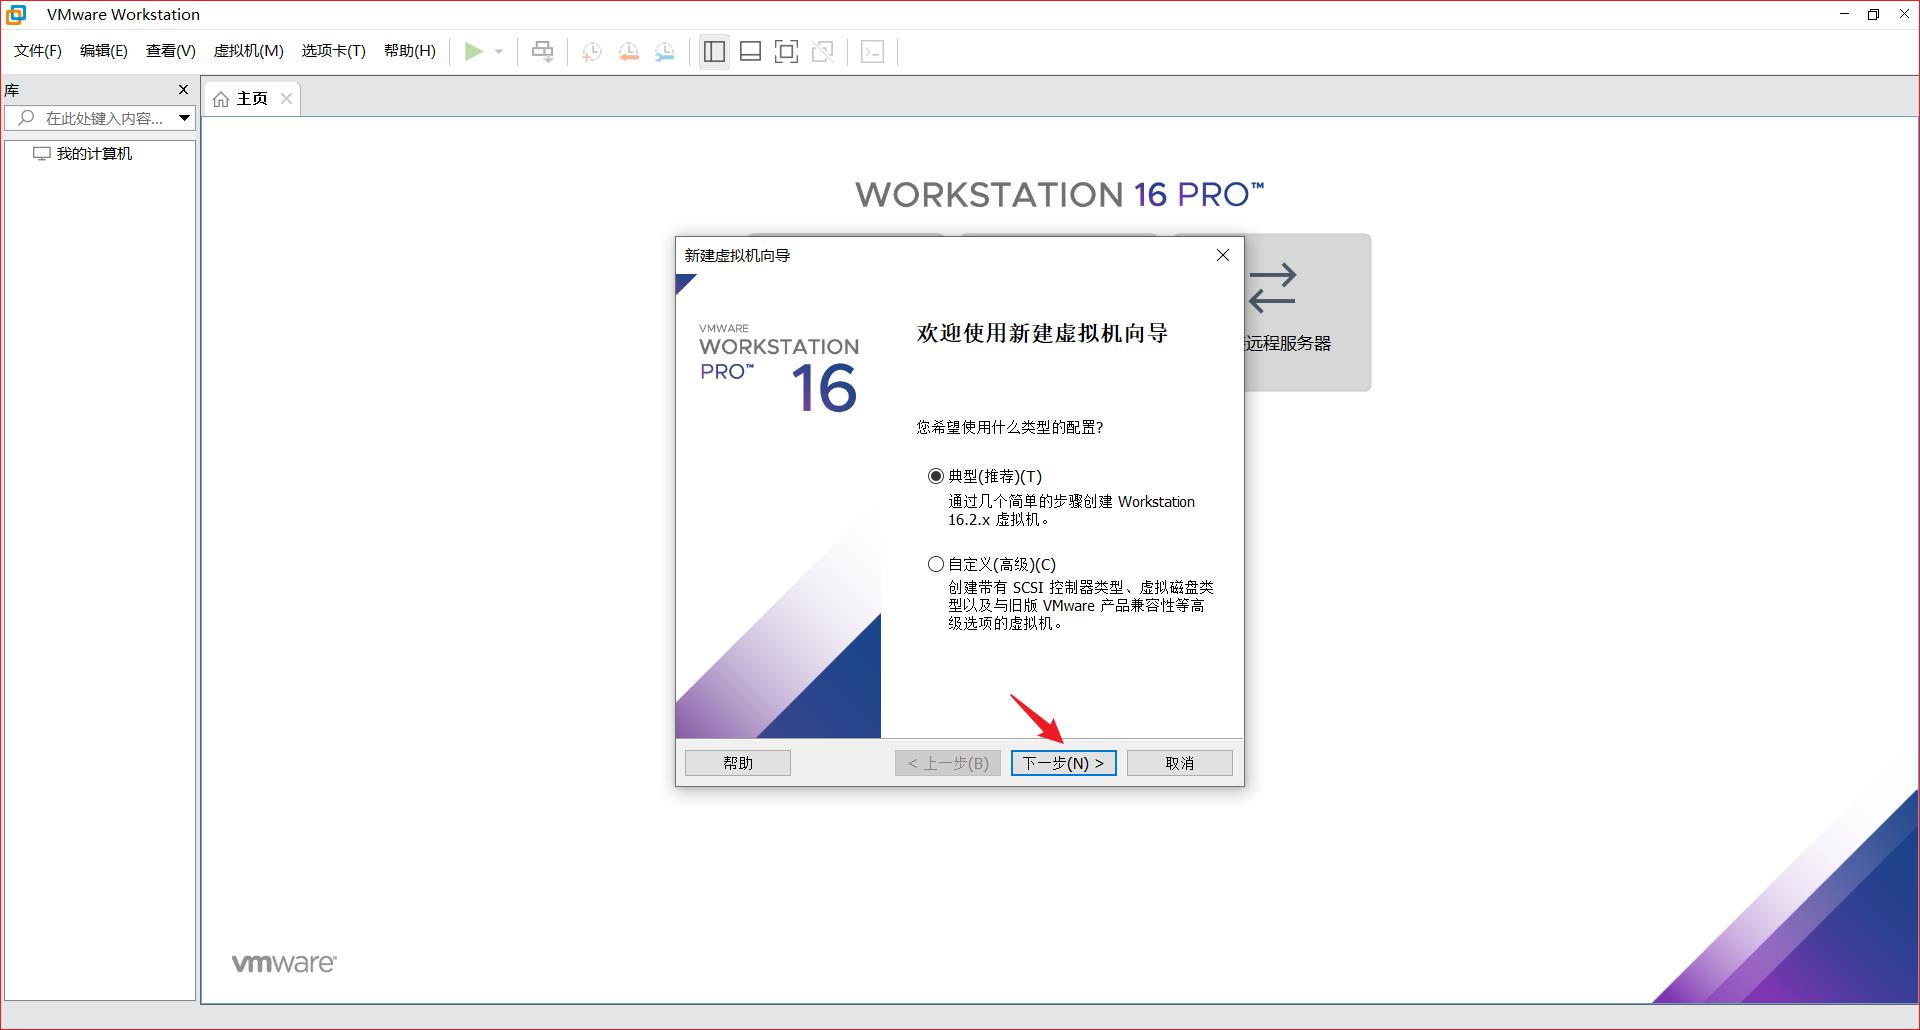 VMware Workstation
文件(F) 编辑(E) 查看(V) 虚拟机(M) 选项卡(T) 帮助(H)
库
主页
在此处键入内容...
我的计算机
WORKSTATION 16 PRO™
新建虚拟机向导
VMWARE
WORKSTATION
PRO™ 16
欢迎使用新建虚拟机向导
您希望使用什么类型的配置?
典型(推荐)(T)
通过几个简单的步骤创建 Workstation
16.2.x 虚拟机。
自定义(高级)(C)
创建带有 SCSI 控制器类型、虚拟磁盘类
型以及与旧版 VMware 产品兼容性等高
级选项的虚拟机。
帮助
< 上一步(B)
下一步(N) >
取消
远程服务器
vmware